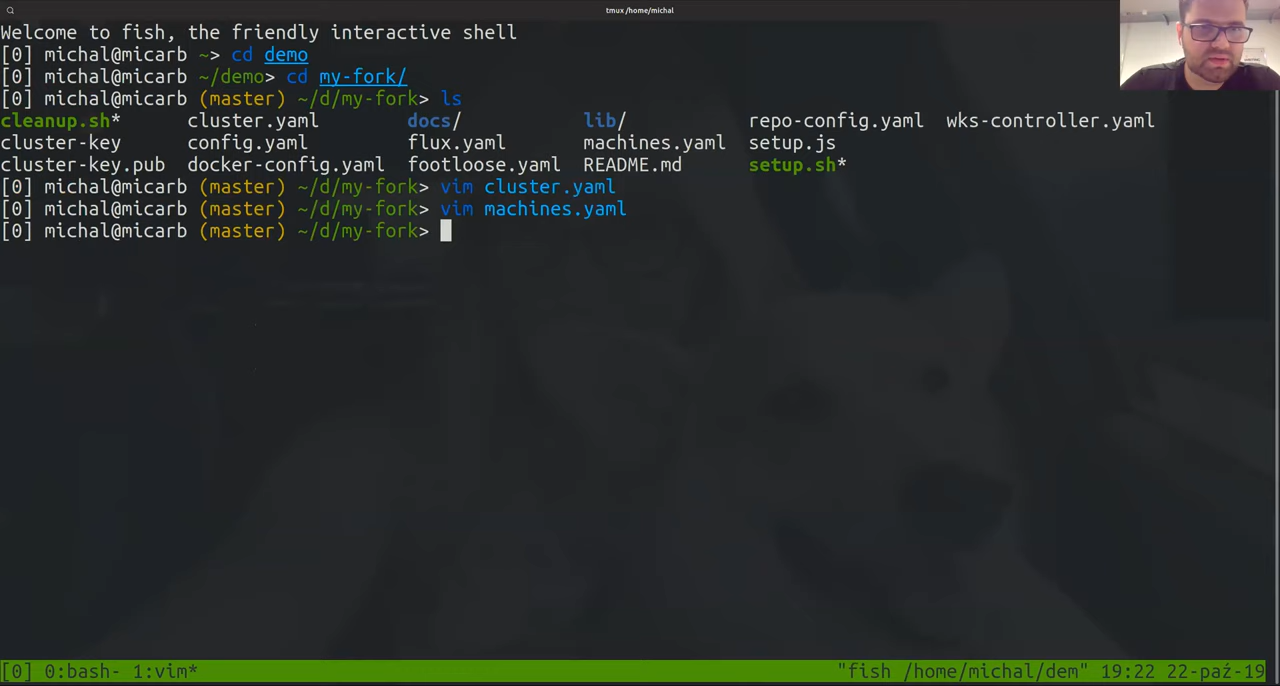 tmux /home/michal
Welcome to fish, the friendly interactive shell
[0] michal@micarb ~> cd demo
[0] michal@micarb ~/demo> cd my-fork/
[0] michal@micarb (master) ~/d/my-fork> ls
cleanup.sh* cluster.yaml docs/ lib/ repo-config.yaml wks-controller.yaml
cluster-key config.yaml flux.yaml machines.yaml setup.js
cluster-key.pub docker-config.yaml footloose.yaml README.md setup.sh*
[0] michal@micarb (master) ~/d/my-fork> vim cluster.yaml
[0] michal@micarb (master) ~/d/my-fork> vim machines.yaml
[0] michal@micarb (master) ~/d/my-fork>
[0] 0:bash- 1:vim* "fish /home/michal/dem" 19:22 22-paź-19